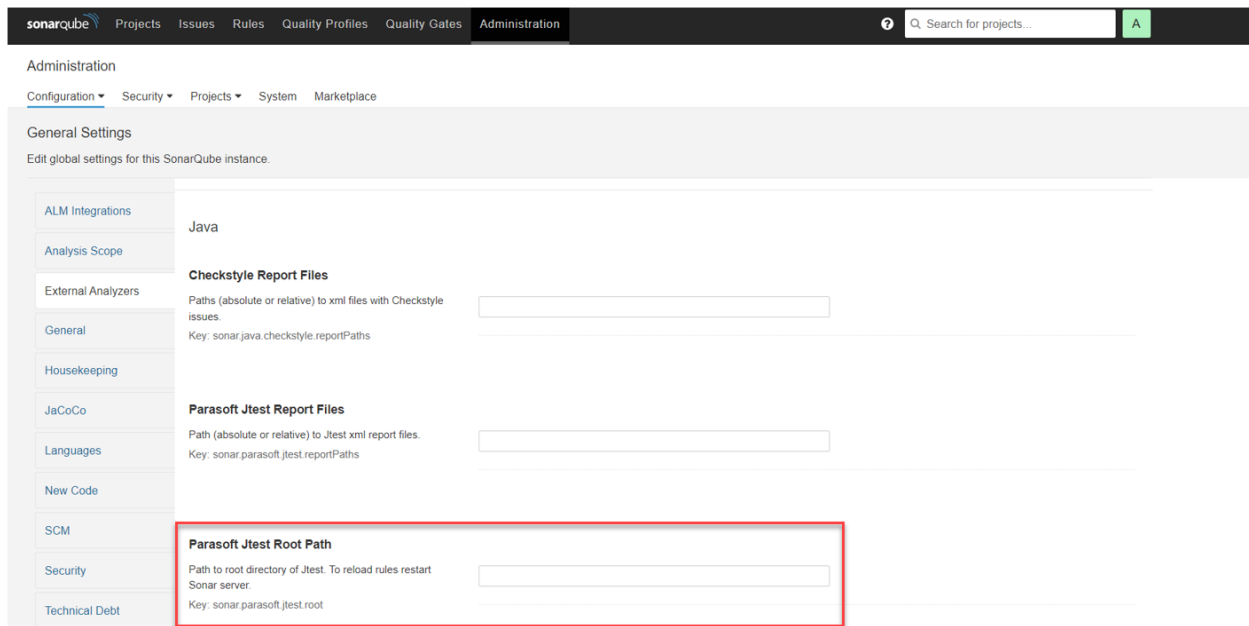 sonarqube Projects Issues Rules Quality Profiles Quality Gates Administration ? Search for projects... A
Administration
Configuration Security Projects System Marketplace
General Settings
Edit global settings for this SonarQube instance.
ALM Integrations
Analysis Scope
External Analyzers
General
Housekeeping
JaCoCo
Languages
New Code
SCM
Security
Technical Debt
Java
Checkstyle Report Files
Paths (absolute or relative) to xml files with Checkstyle
issues.
Key: sonar.java.checkstyle.reportPaths
Parasoft Jtest Report Files
Path (absolute or relative) to Jtest xml report files.
Key: sonar.parasoft.jtest.reportPaths
Parasoft Jtest Root Path
Path to root directory of Jtest. To reload rules restart
Sonar server.
Key: sonar.parasoft.jtest.root